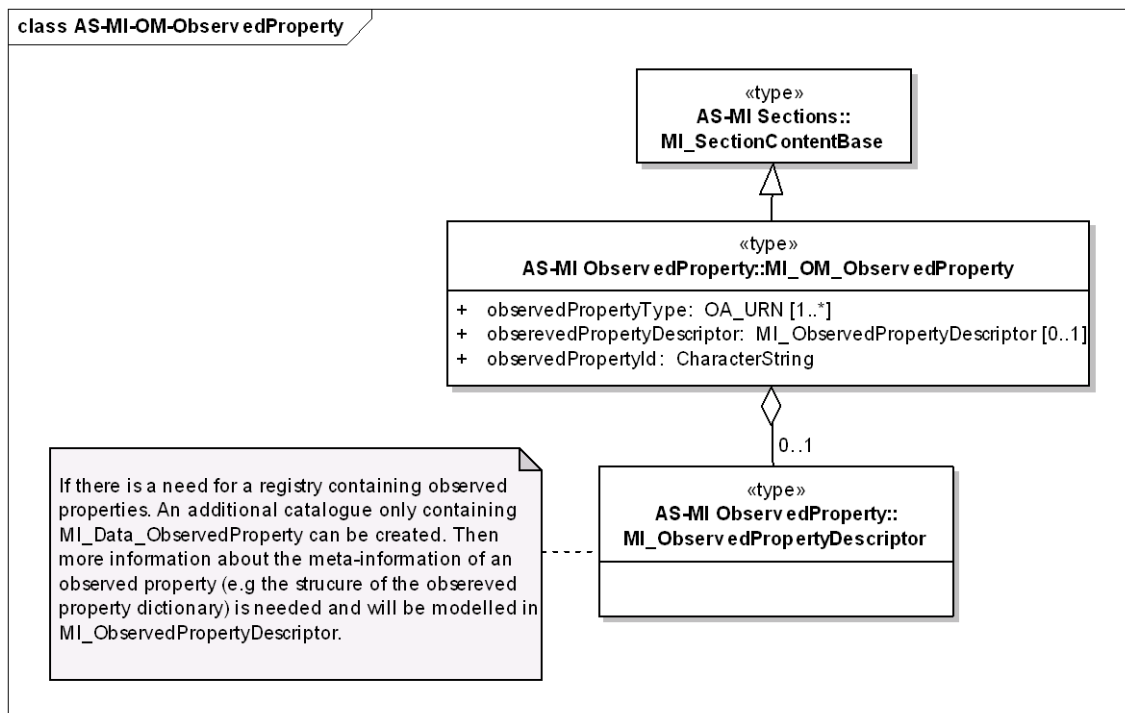 class AS-MI-OM-ObservedProperty
«type»
AS-MI Sections::
MI_SectionContentBase
«type»
AS-MI ObservedProperty::MI_OM_ObservedProperty
+ observedPropertyType: OA_URN [1..*]
+ obserevedPropertyDescriptor: MI_ObservedPropertyDescriptor [0..1]
+ observedPropertyId: CharacterString
0..1
If there is a need for a registry containing observed
properties. An additional catalogue only containing
MI_Data_ObservedProperty can be created. Then
more information about the meta-information of an
observed property (e.g the strucure of the obsereved
property dictionary) is needed and will be modelled in
MI_ObservedPropertyDescriptor.
«type»
AS-MI ObservedProperty::
MI_ObservedPropertyDescriptor